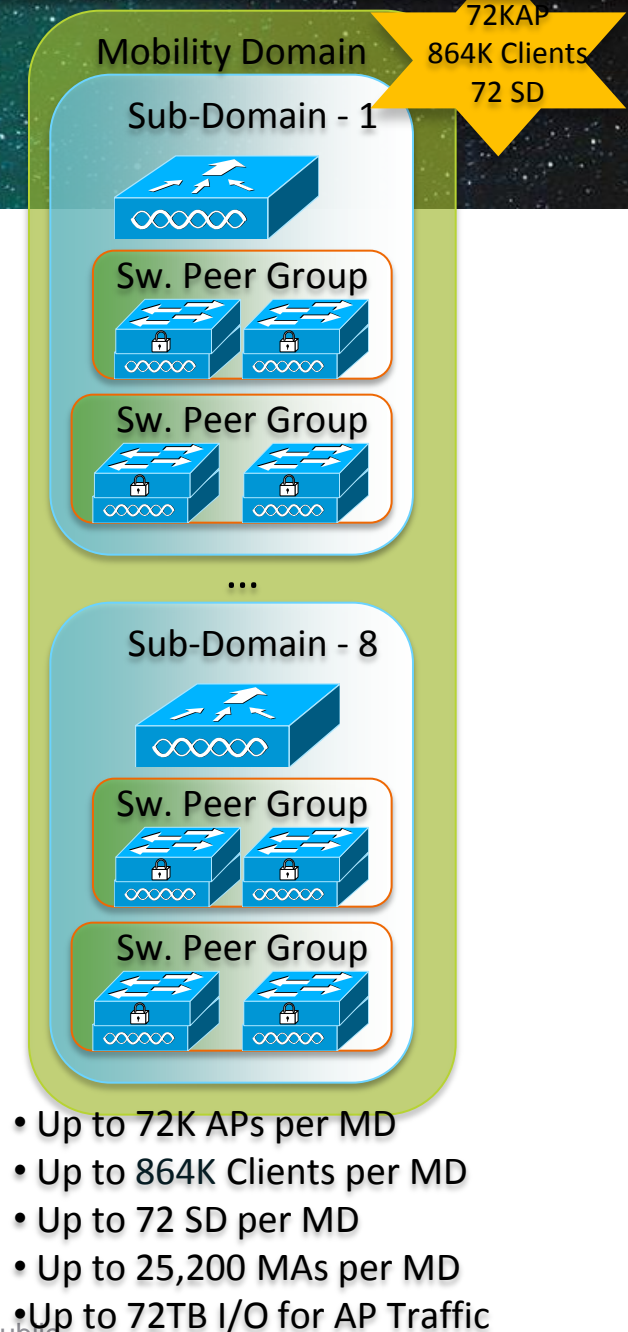 72KAP
864K Clients
72 SD
Mobility Domain
Sub-Domain - 1
Sw. Peer Group
Sw. Peer Group
...
Sub-Domain - 8
Sw. Peer Group
Sw. Peer Group
• Up to 72K APs per MD
• Up to 864K Clients per MD
• Up to 72 SD per MD
• Up to 25,200 MAs per MD
•Up to 72TB I/O for AP Traffic